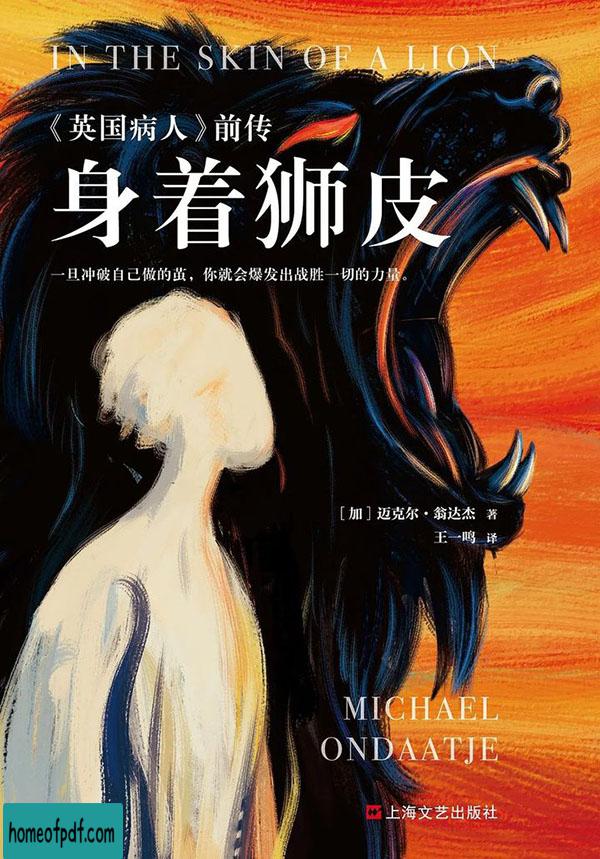 IN THE SKIN OF A LION
《英国病人》前传
身着狮皮
一旦冲破自己做的茧，你就会爆发出战胜一切的力量。
［加］迈克尔·翁达杰 著
王一鸣 译
MICHAEL
ONDAATJE
上海文艺出版社
homeofpdf.com